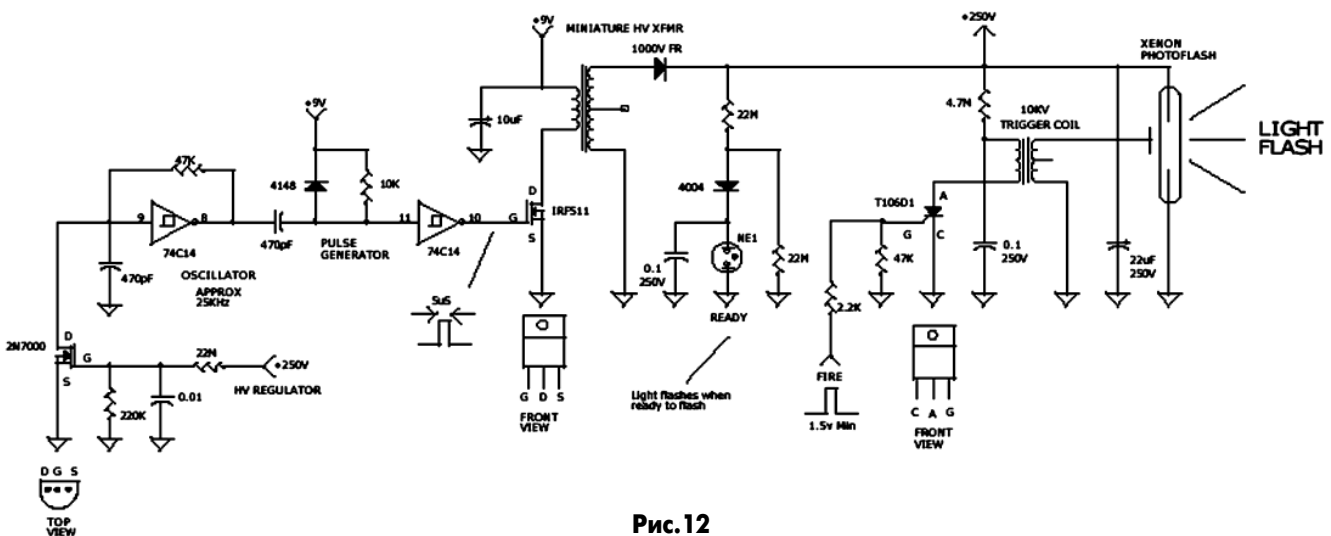 +9V
MINIATURE HV XFMR
1000V FR
+250V
XENON
PHOTOFLASH
10uF
22M
4.7M
10KV
TRIGGER COIL
LIGHT
FLASH
+9V
47K
4148
10K
4004
T106D1
A
G
C
9
8
74C14
470pF
470pF
OSCILLATOR
APPROX
25KHz
PULSE
GENERATOR
11
10
74C14
D
G
S
IRF511
0.1
250V
NE1
22M
READY
47K
2.2K
0.1
250V
22uF
250V
5uS
2N7000
D
G
S
22M
+250V
HV REGULATOR
220K
0.01
G D S
FRONT
VIEW
Light flashes when
ready to flash
FIRE
1.5v Min
C A G
FRONT
VIEW
D G S
TOP
VIEW
Рис.12